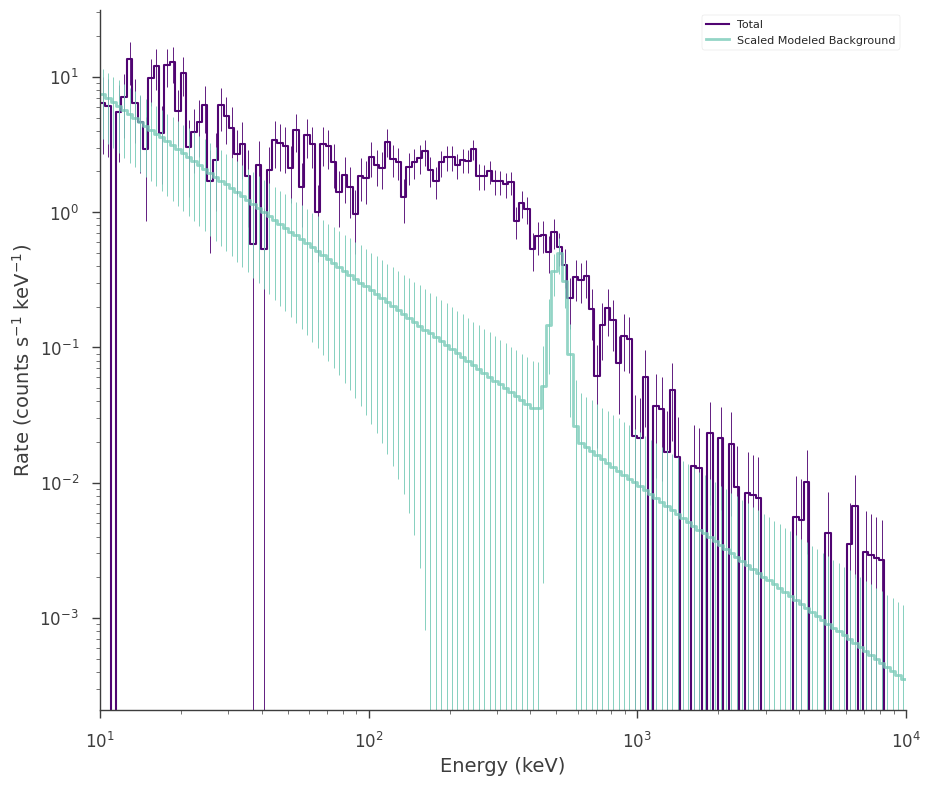 Total
Scaled Modeled Background
Rate (counts s⁻¹ keV⁻¹)
10¹
10⁰
10⁻¹
10⁻²
10⁻³
10¹ 10² 10³ 10⁴
Energy (keV)